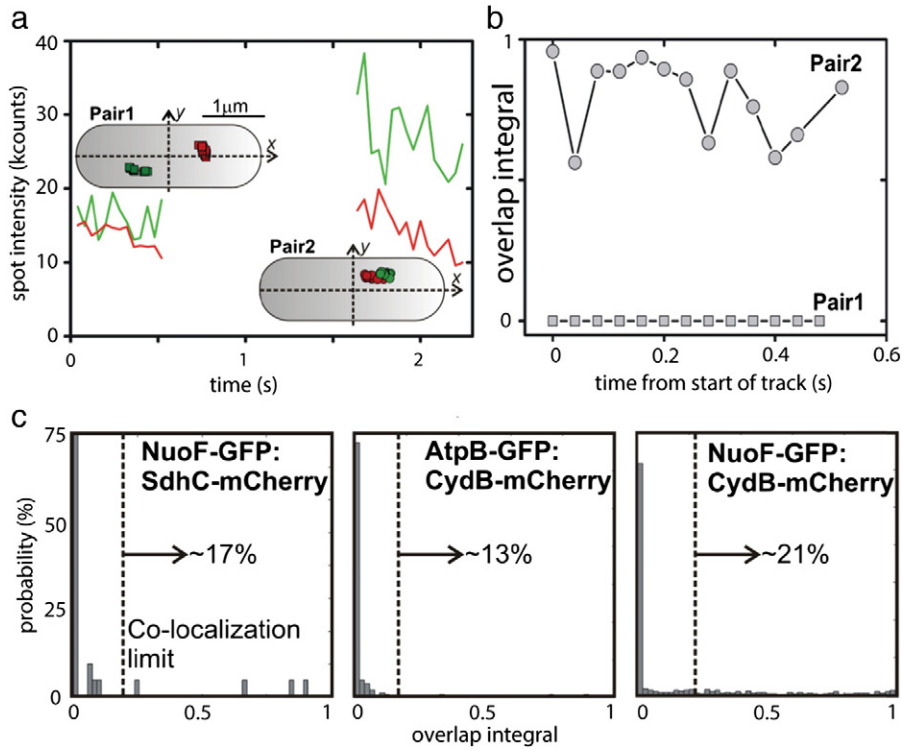 a
40
30
20
10
0
spot intensity (kcounts)
Pair1
y
1μm
x
Pair2
y
x
0
1
2
time (s)
b
1
0
overlap integral
Pair2
Pair1
0
0.2
0.4
0.6
time from start of track (s)
c
75
50
25
0
probability (%)
NuoF-GFP:
SdhC-mCherry
~17%
Co-localization
limit
0
0.5
1
AtpB-GFP:
CydB-mCherry
~13%
0
0.5
1
NuoF-GFP:
CydB-mCherry
~21%
0
0.5
1
overlap integral